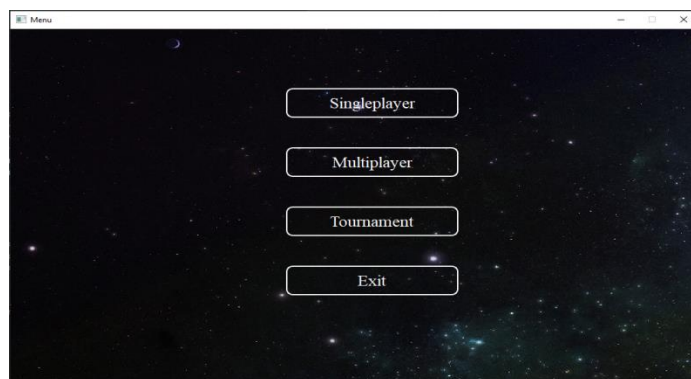 Menu
Singleplayer
Multiplayer
Tournament
Exit